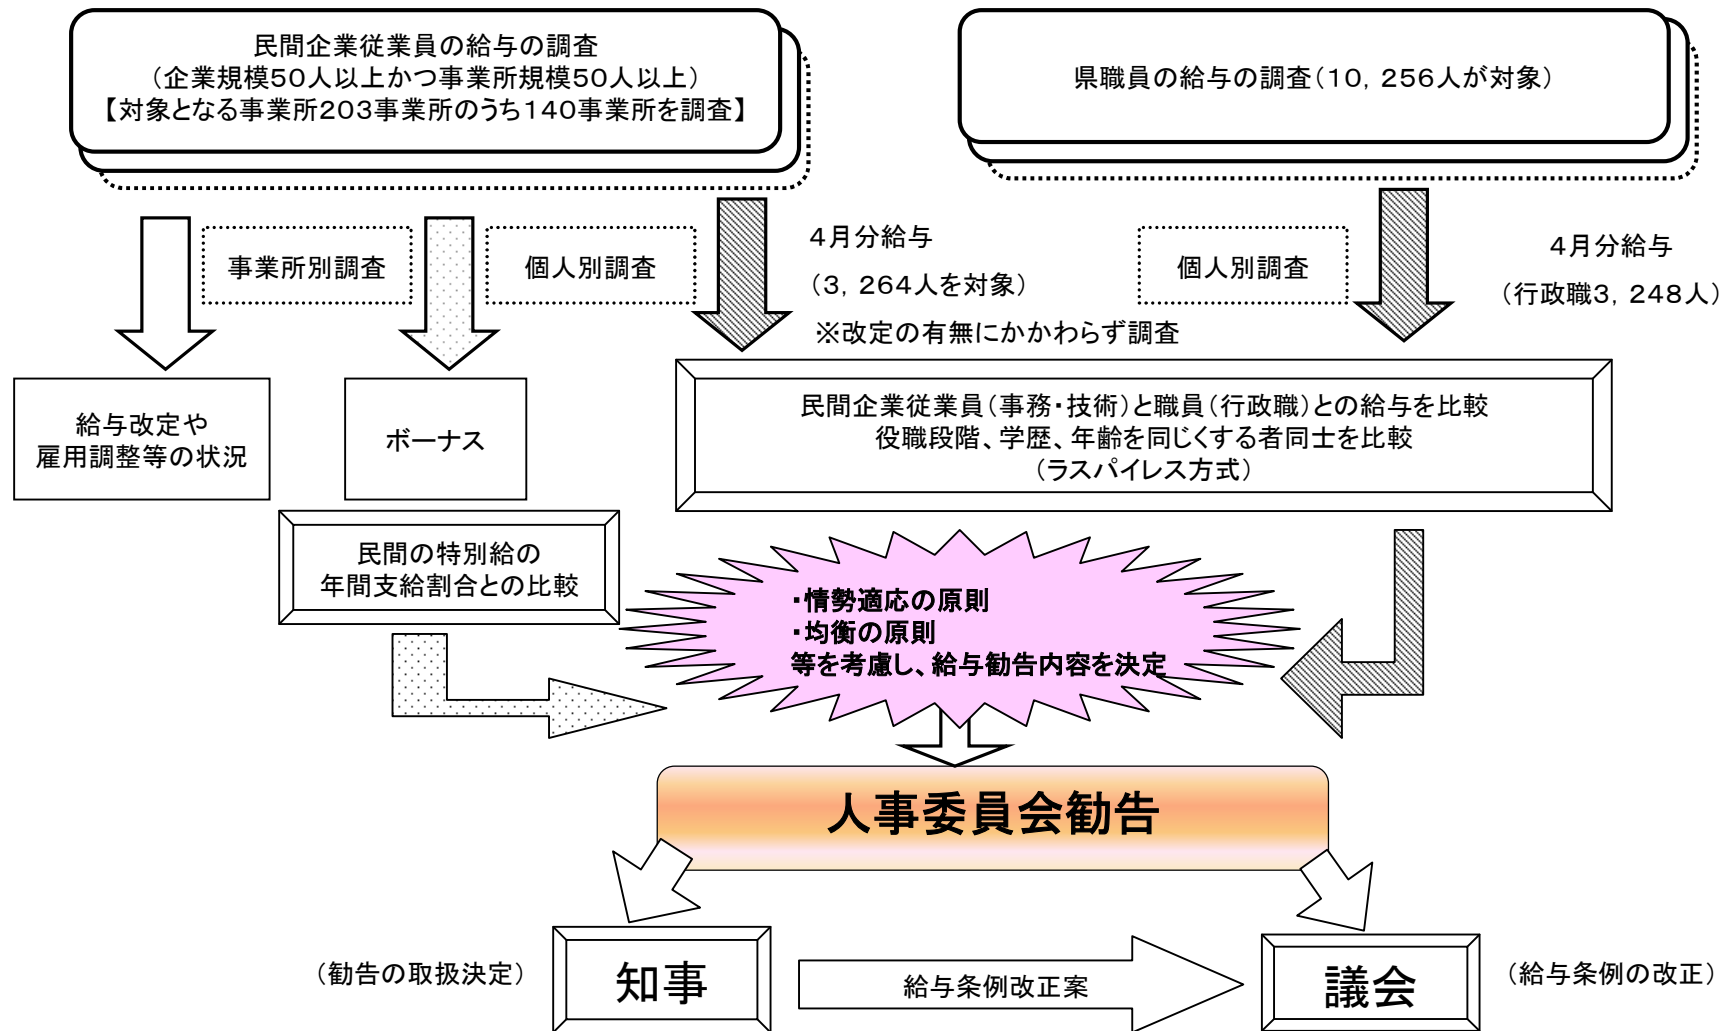 民間企業従業員の給与の調査
（企業規模５０人以上かつ事業所規模５０人以上）
【対象となる事業所２０３事業所のうち１４０事業所を調査】
県職員の給与の調査（１０，２５６人が対象）
事業所別調査
個人別調査
４月分給与
（３，２６４人を対象）
※改定の有無にかかわらず調査
個人別調査
４月分給与
（行政職３，２４８人）
給与改定や
雇用調整等の状況
ボーナス
民間企業従業員（事務・技術）と職員（行政職）との給与を比較
役職段階、学歴、年齢を同じくする者同士を比較
（ラスパイレス方式）
民間の特別給の
年間支給割合との比較
・情勢適応の原則
・均衡の原則
等を考慮し、給与勧告内容を決定
人事委員会勧告
（勧告の取扱決定）
知事
給与条例改正案
議会
（給与条例の改正）